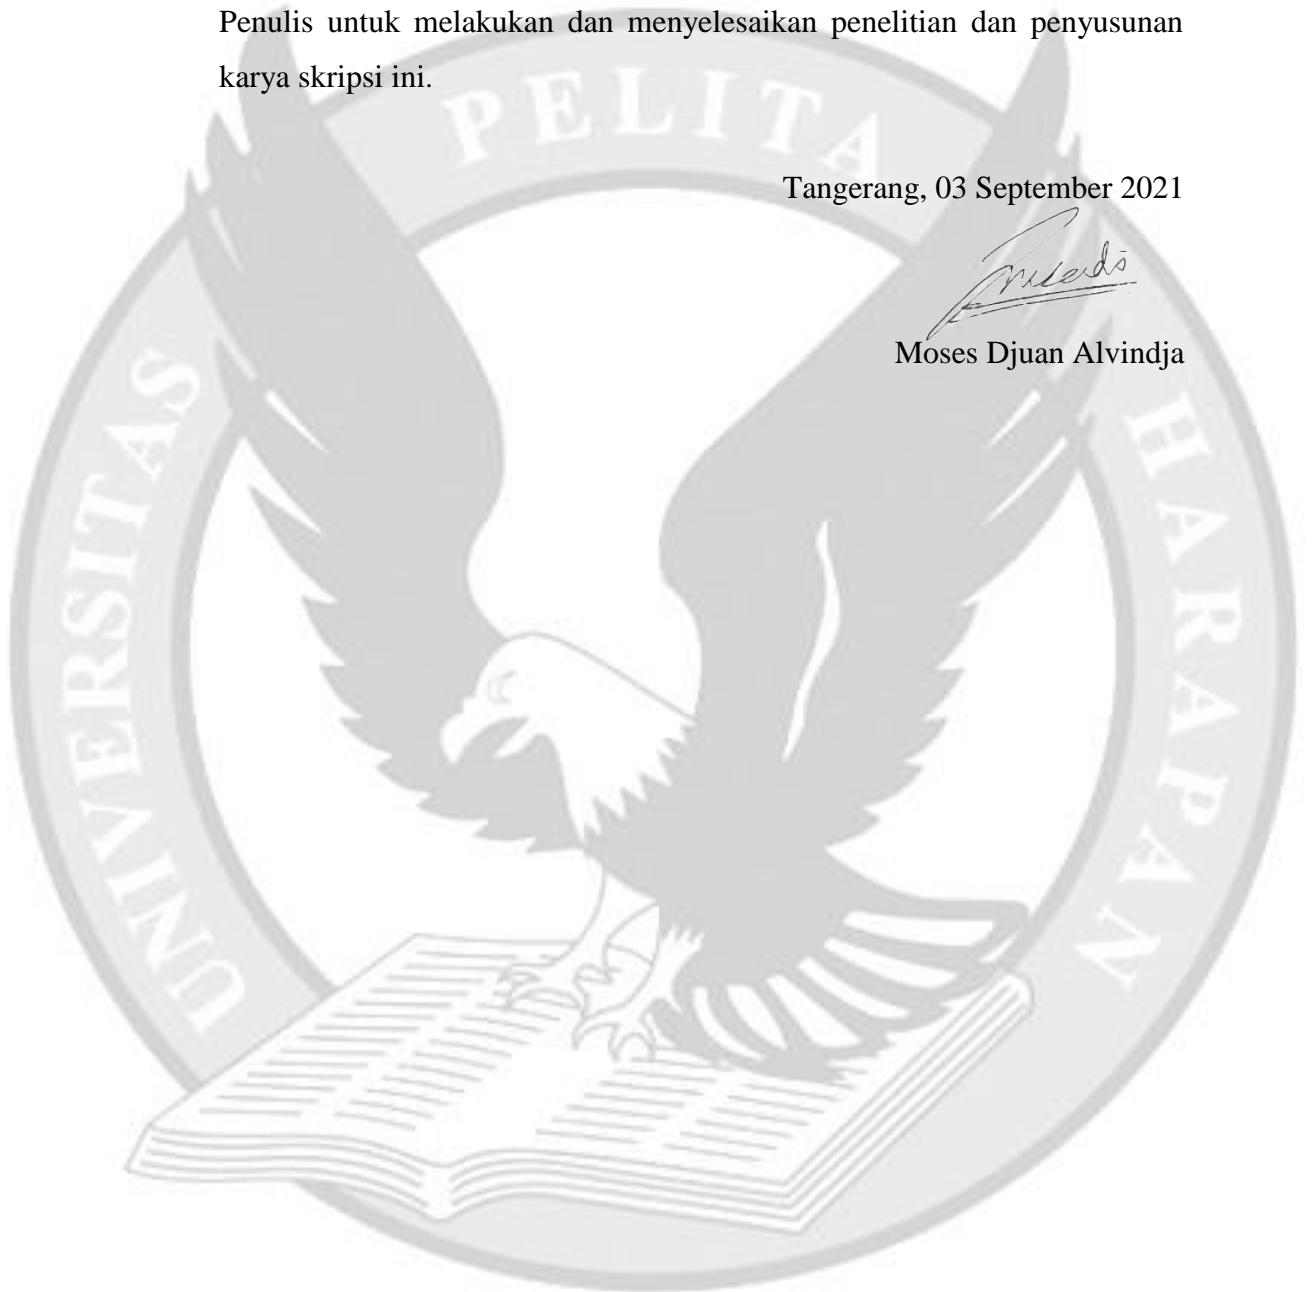 Penulis untuk melakukan dan menyelesaikan penelitian dan penyusunan
karya skripsi ini.
Tangerang, 03 September 2021
Moses Djuan Alvindja
UNIVERSITAS PELITA HARAPAN